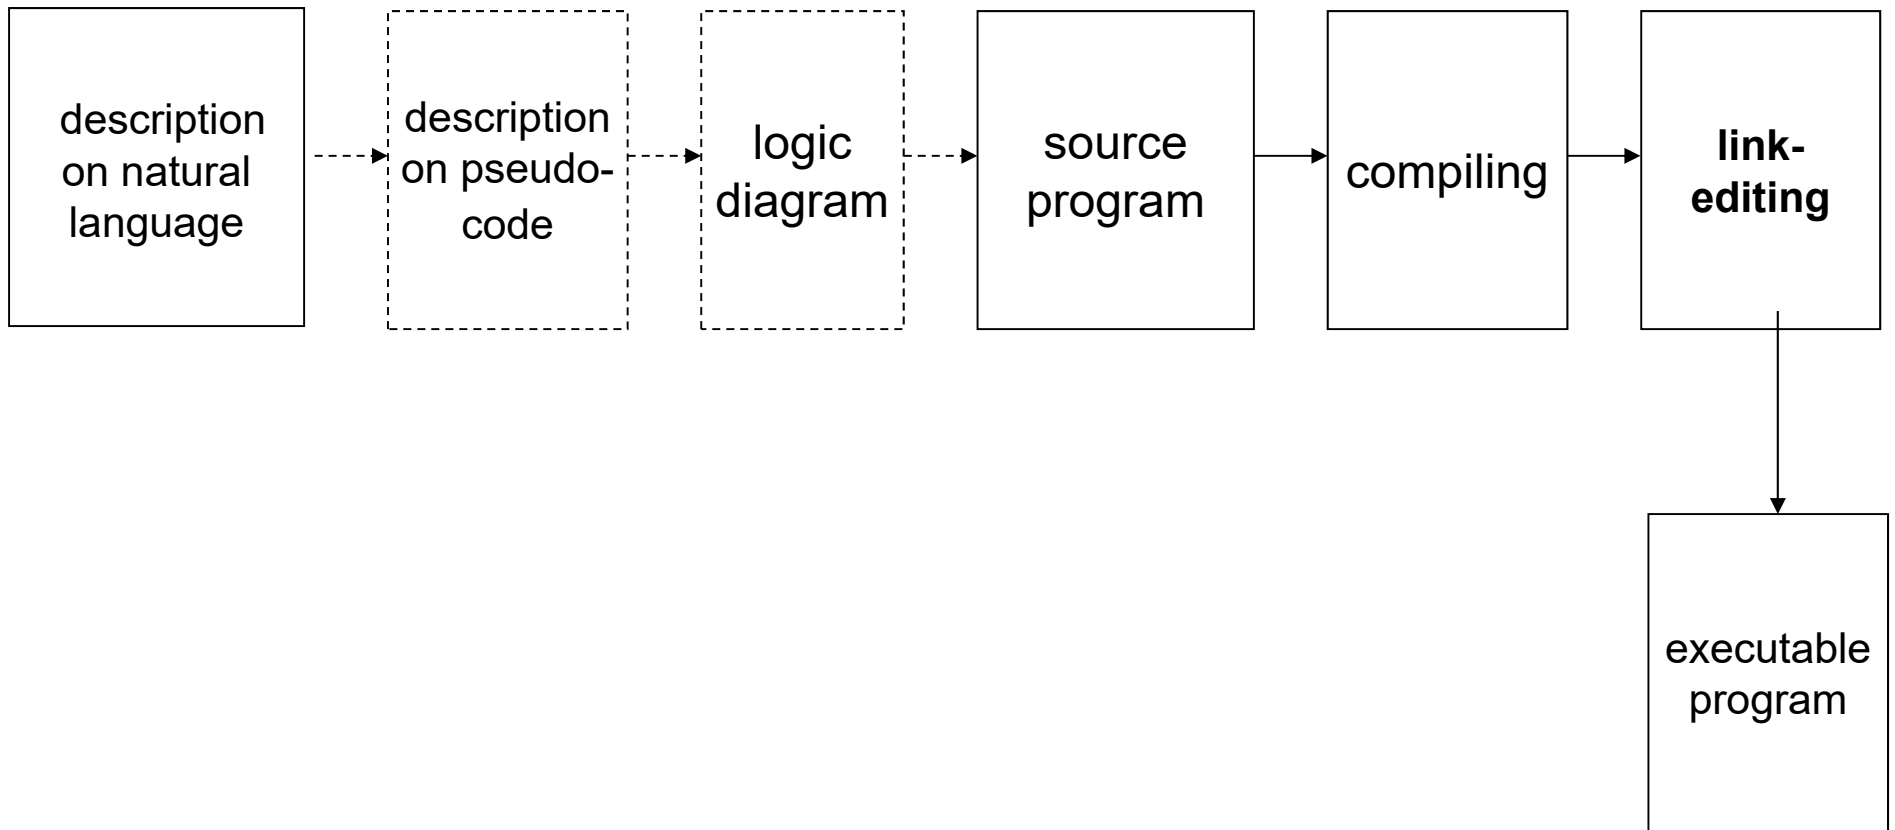 description
on natural
language
description
on pseudo-
code
logic
diagram
source
program
compiling
link-
editing
executable
program